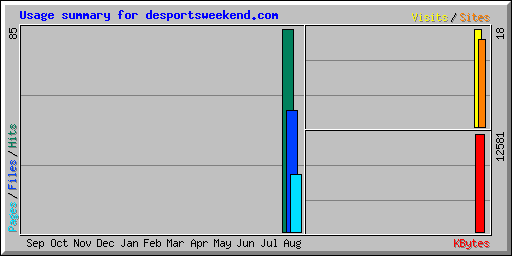 Usage summary for desportsweekend.com
Visits / Sites
85
18
Pages / Files / Hits
12581
Sep Oct Nov Dec Jan Feb Mar Apr May Jun Jul Aug
KBytes